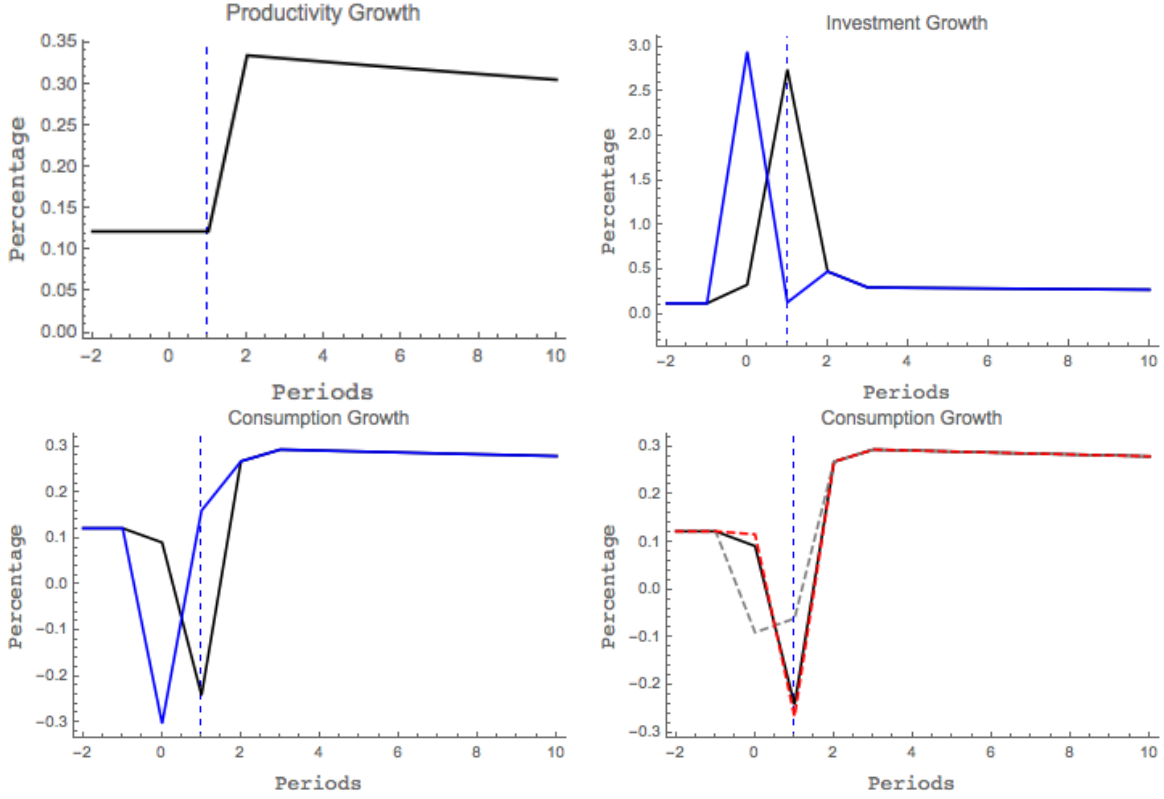 Productivity Growth
Percentage
0.35
0.30
0.25
0.20
0.15
0.10
0.05
0.00
−2 0 2 4 6 8 10
Periods
Investment Growth
Percentage
3.0
2.5
2.0
1.5
1.0
0.5
0.0
−2 0 2 4 6 8 10
Periods
Consumption Growth
Percentage
0.3
0.2
0.1
0.0
−0.1
−0.2
−0.3
−2 0 2 4 6 8 10
Periods
Consumption Growth
Percentage
0.3
0.2
0.1
0.0
−0.1
−0.2
−0.3
−2 0 2 4 6 8 10
Periods